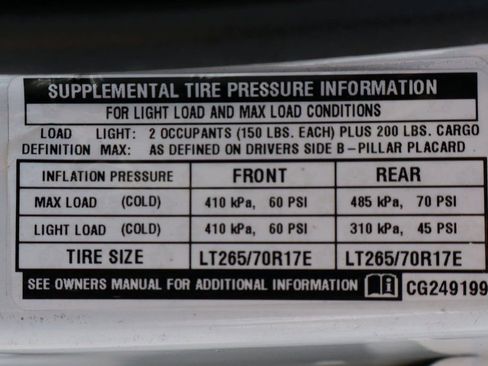 SUPPLEMENTAL TIRE PRESSURE INFORMATION
FOR LIGHT LOAD AND MAX LOAD CONDITIONS
LOAD LIGHT: 2 OCCUPANTS (150 LBS. EACH) PLUS 200 LBS. CARGO
DEFINITION MAX: AS DEFINED ON DRIVERS SIDE B-PILLAR PLACARD
INFLATION PRESSURE FRONT REAR
MAX LOAD (COLD) 410 kPa, 60 PSI 485 kPa, 70 PSI
LIGHT LOAD (COLD) 410 kPa, 60 PSI 310 kPa, 45 PSI
TIRE SIZE LT265/70R17E LT265/70R17E
SEE OWNERS MANUAL FOR ADDITIONAL INFORMATION CG249199